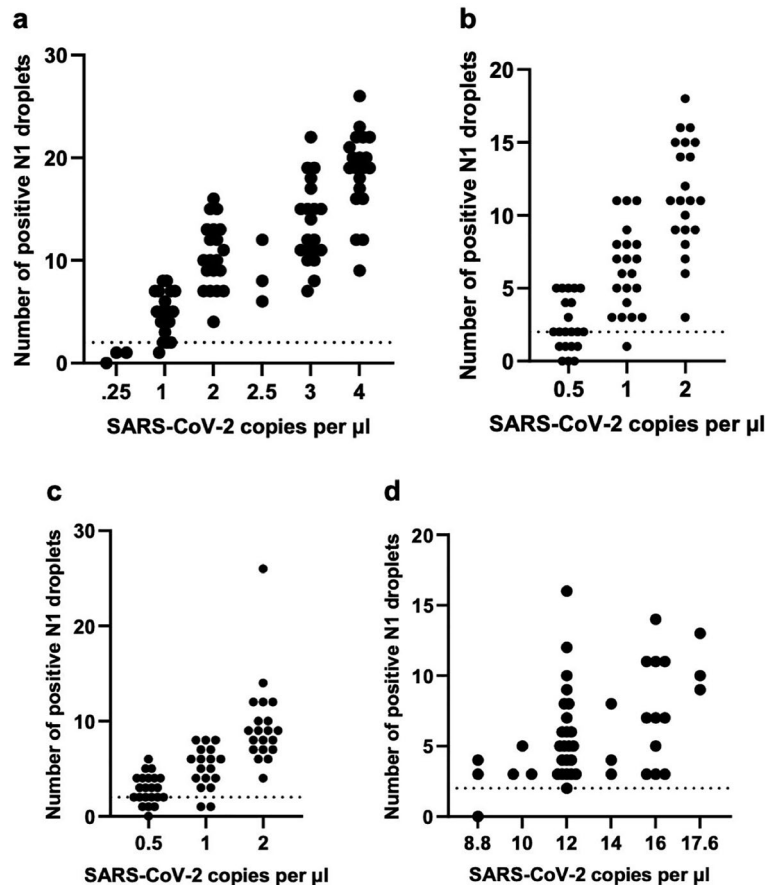 a
Number of positive N1 droplets
30
20
10
0
.25 1 2 2.5 3 4
SARS-CoV-2 copies per µl
b
Number of positive N1 droplets
20
15
10
5
0
0.5 1 2
SARS-CoV-2 copies per µl
c
Number of positive N1 droplets
30
20
10
0
0.5 1 2
SARS-CoV-2 copies per µl
d
Number of positive N1 droplets
20
15
10
5
0
8.8 10 12 14 16 17.6
SARS-CoV-2 copies per µl